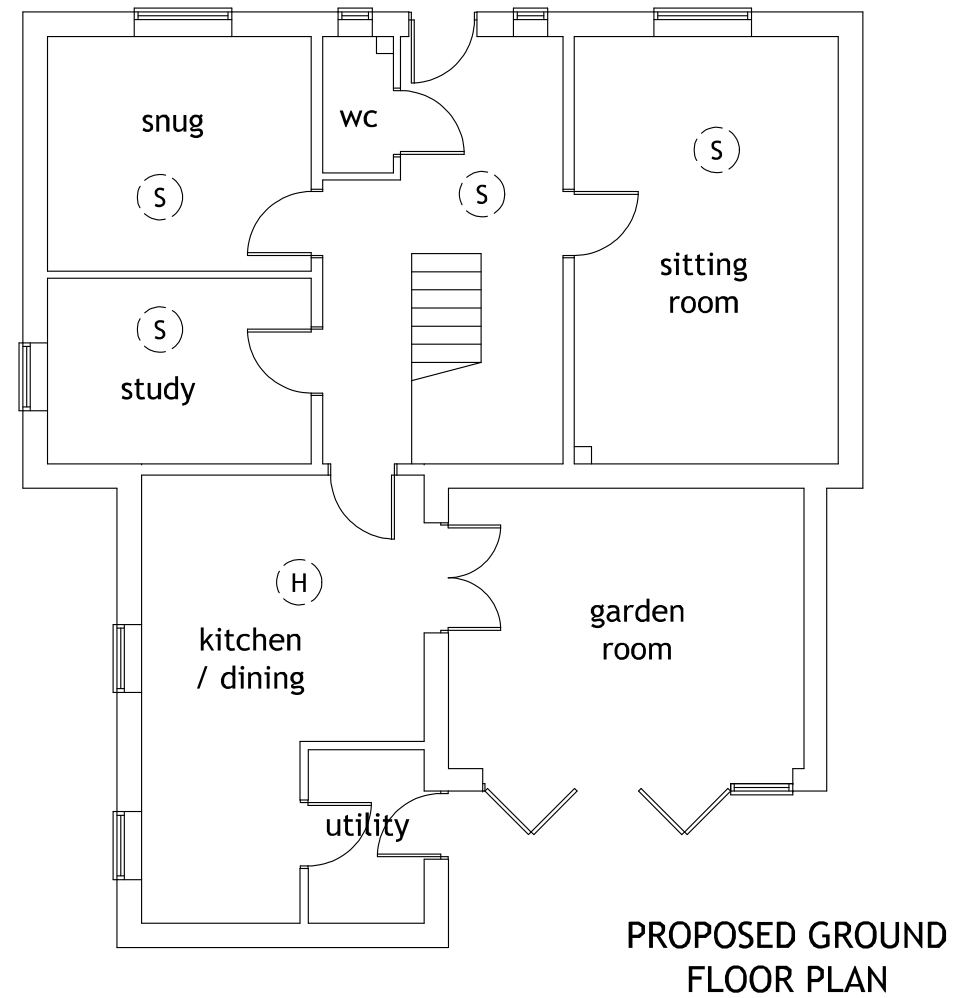 snug
wc
S
S
S
sitting
room
S
study
H
garden
room
kitchen
/ dining
utility
PROPOSED GROUND
FLOOR PLAN